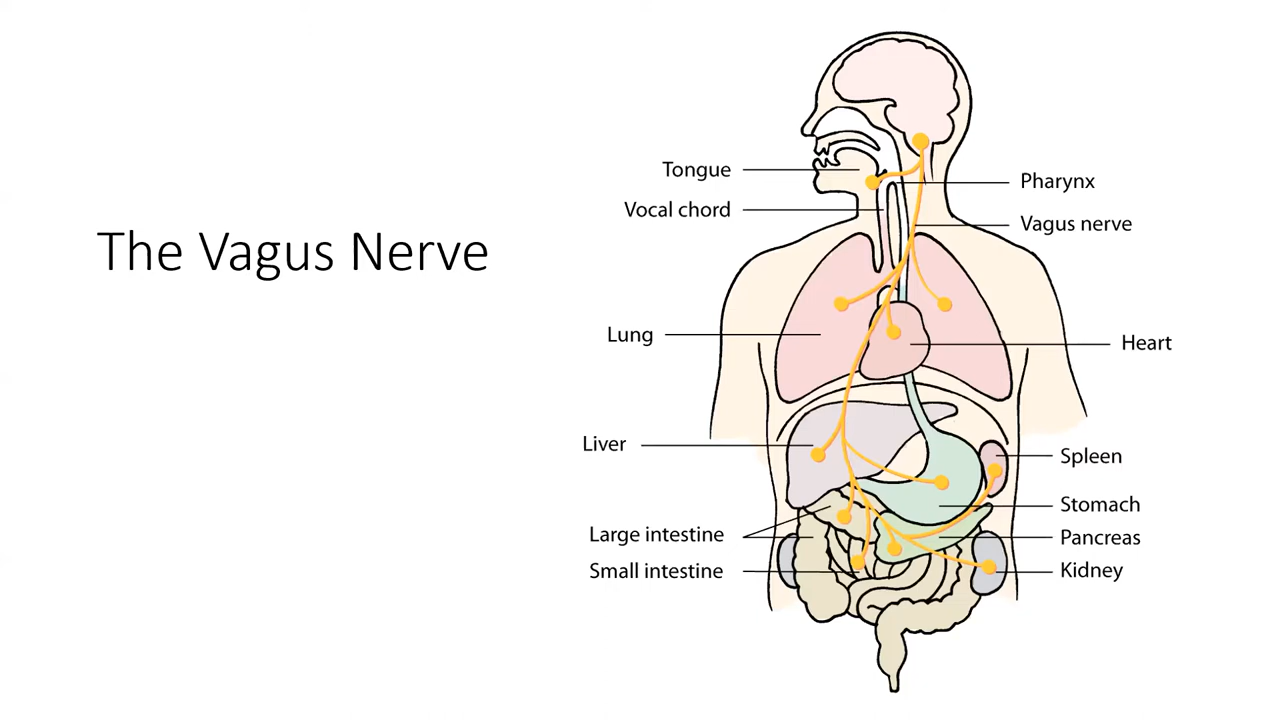 The Vagus Nerve
Tongue
Pharynx
Vocal chord
Vagus nerve
Lung
Heart
Liver
Spleen
Stomach
Large intestine
Pancreas
Small intestine
Kidney